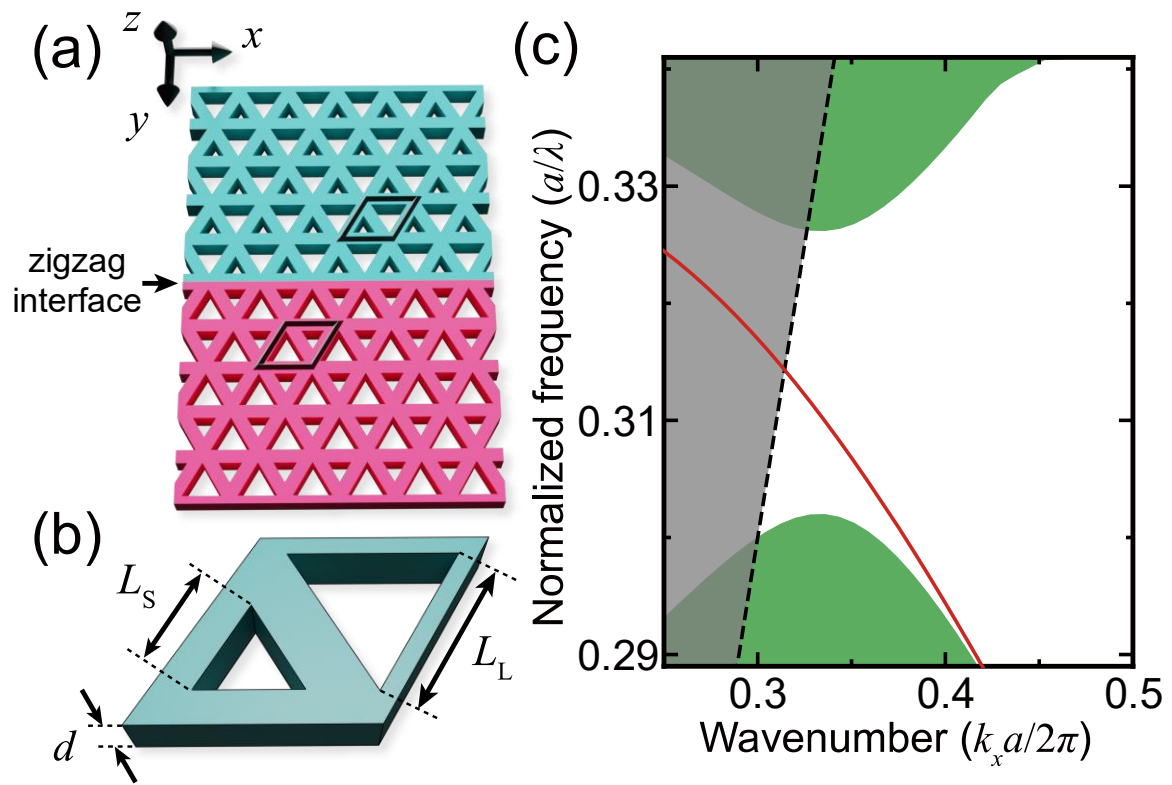 (a)
z
x
y
zigzag
interface
(b)
L_S
L_L
d
(c)
Normalized frequency (a/λ)
0.33
0.31
0.29
0.3
0.4
0.5
Wavenumber (k_x a/2π)